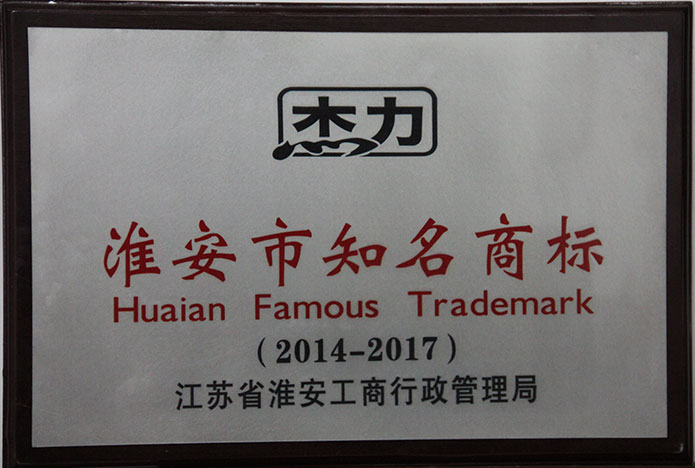 杰力
淮安市知名商标
Huaian Famous Trademark
(2014-2017)
江苏省淮安工商行政管理局